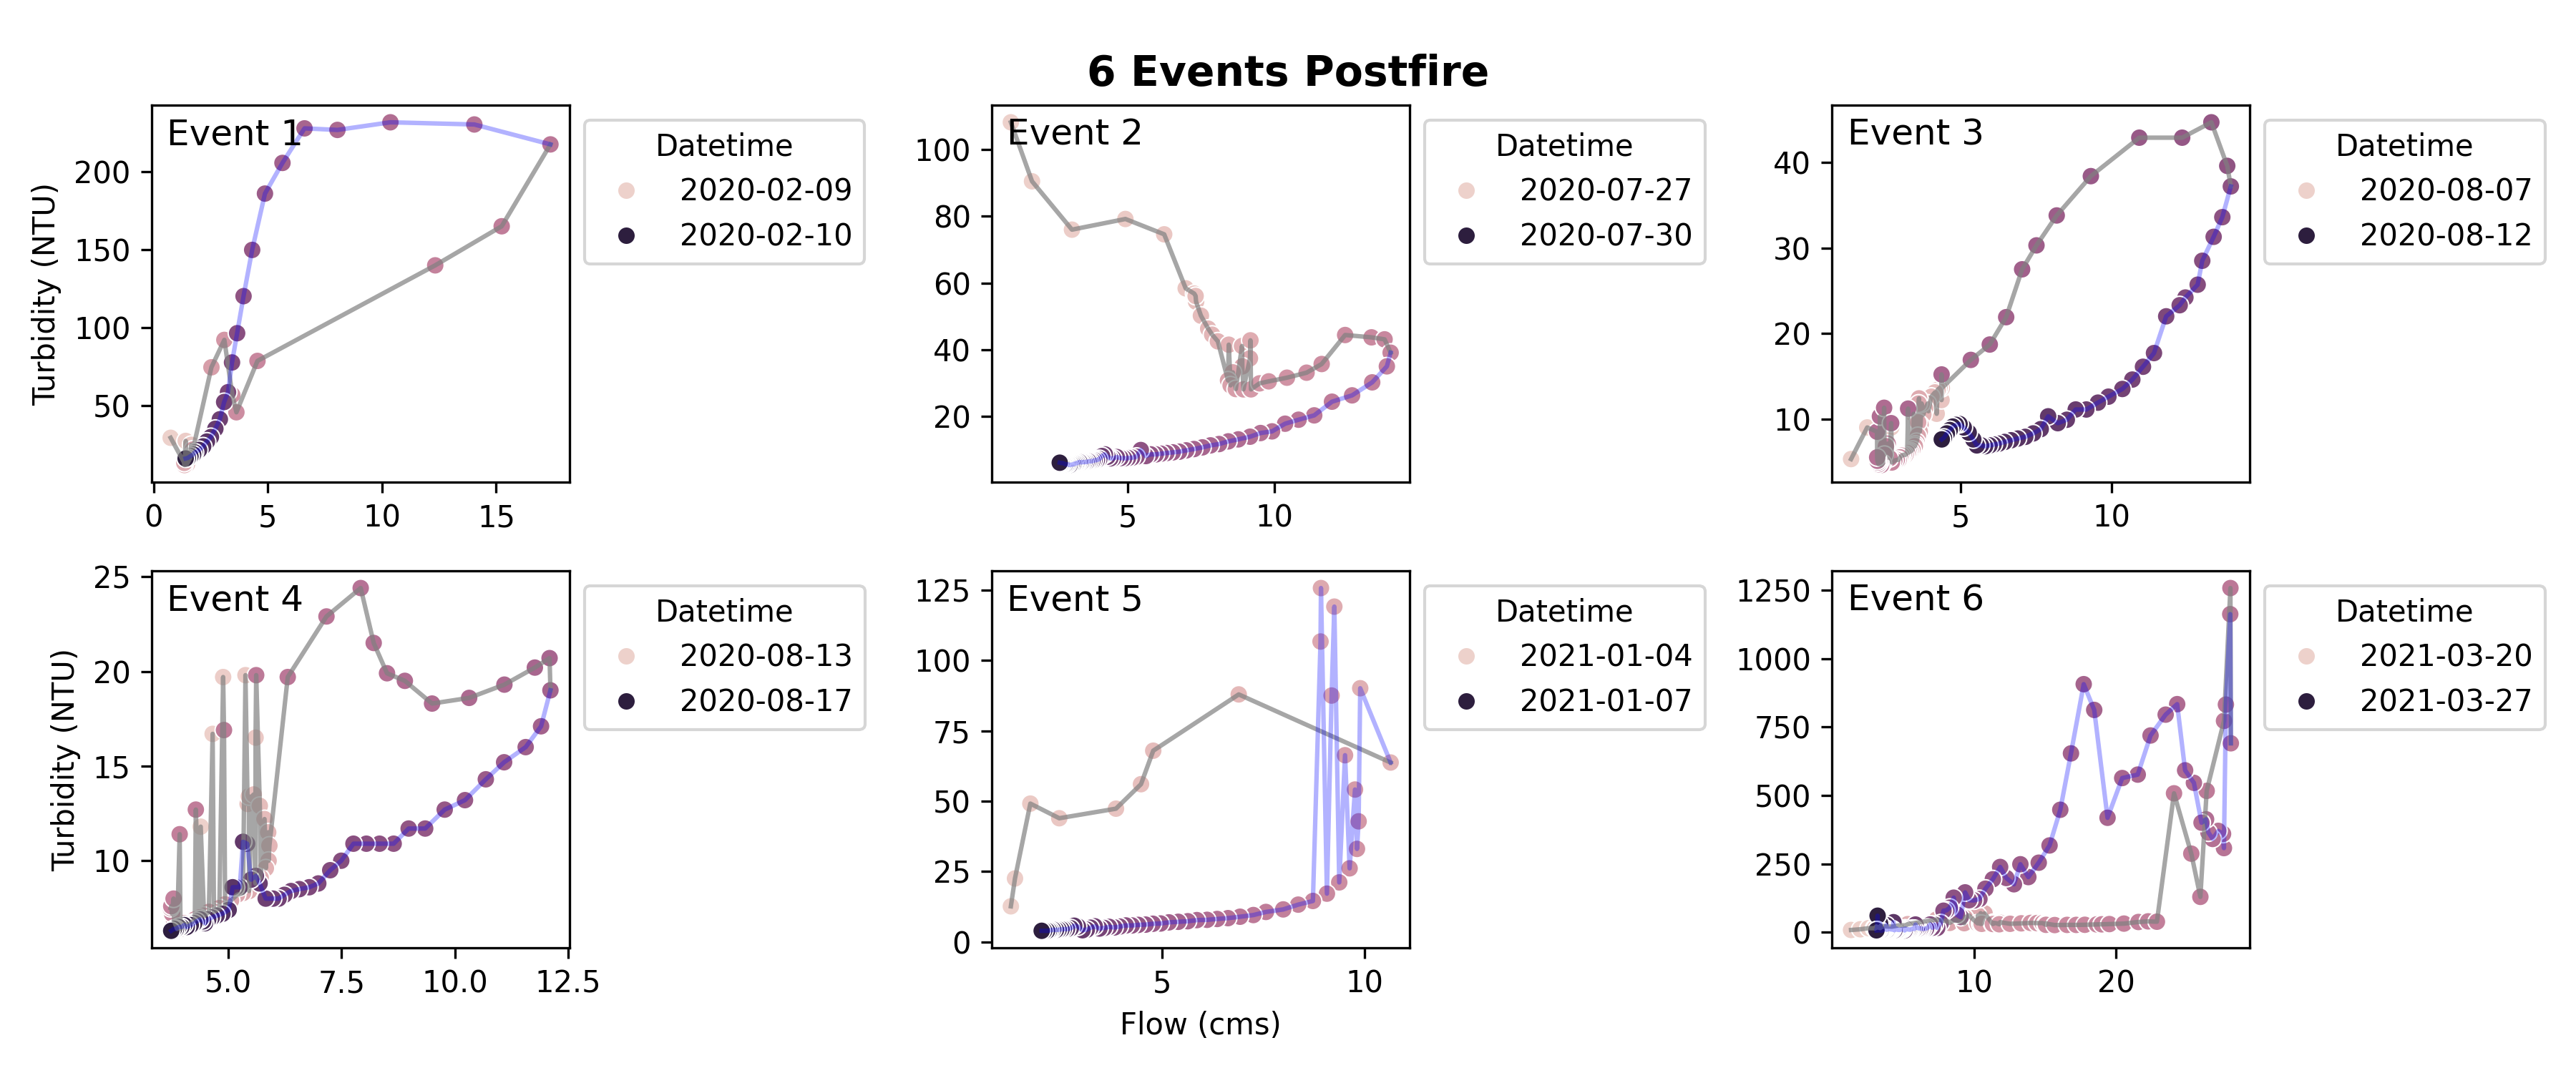 6 Events Postfire
Event 1
Turbidity (NTU)
200
150
100
50
0 5 10 15
Datetime
2020-02-09
2020-02-10
Event 2
100
80
60
40
20
5 10
Datetime
2020-07-27
2020-07-30
Event 3
40
30
20
10
5 10
Datetime
2020-08-07
2020-08-12
Event 4
Turbidity (NTU)
25
20
15
10
5.0 7.5 10.0 12.5
Datetime
2020-08-13
2020-08-17
Event 5
125
100
75
50
25
0
5 10
Flow (cms)
Datetime
2021-01-04
2021-01-07
Event 6
1250
1000
750
500
250
0
10 20
Datetime
2021-03-20
2021-03-27